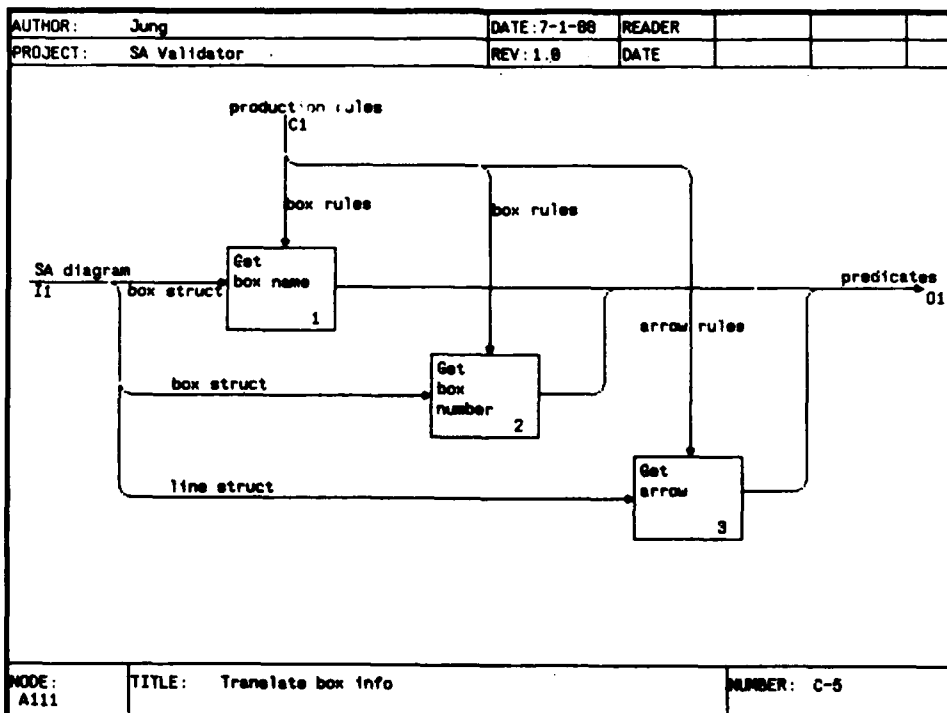 AUTHOR: Jung DATE:7-1-88 READER
PROJECT: SA Validator REV:1.0 DATE
production rules
C1
box rules
box rules
SA diagram
I1
box struct
Get
box name
1
predicates
O1
arrow rules
box struct
Get
box
number
2
line struct
Get
arrow
3
NODE:
A111
TITLE: Translate box info
NUMBER: C-5